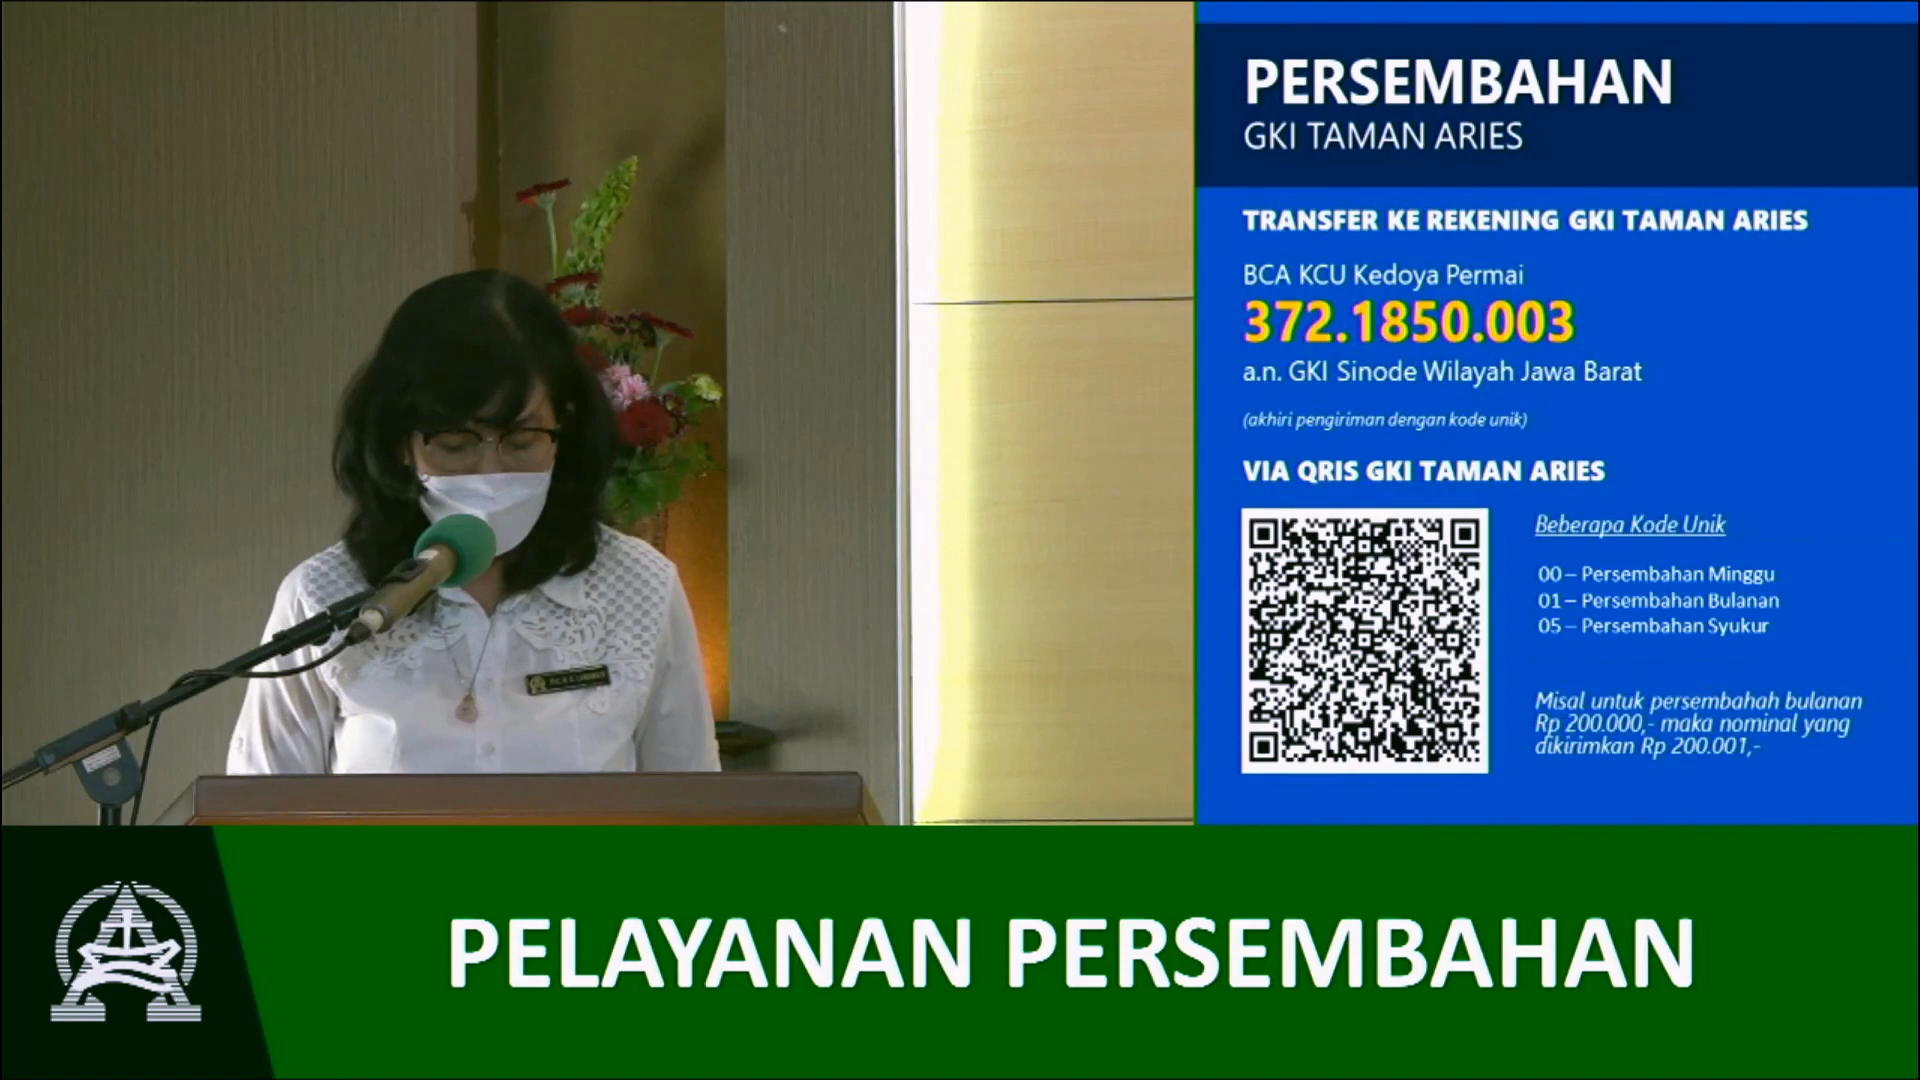 PERSEMBAHAN
GKI TAMAN ARIES
TRANSFER KE REKENING GKI TAMAN ARIES
BCA KCU Kedoya Permai
372.1850.003
a.n. GKI Sinode Wilayah Jawa Barat
(akhiri pengiriman dengan kode unik)
VIA QRIS GKI TAMAN ARIES
Beberapa Kode Unik
00 – Persembahan Minggu
01 – Persembahan Bulanan
05 – Persembahan Syukur
Misal untuk persembahah bulanan
Rp 200.000,- maka nominal yang
dikirimkan Rp 200.001,-
PELAYANAN PERSEMBAHAN